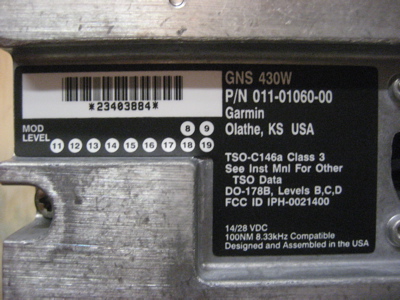 *23403884*
MOD
LEVEL
8 9
11 12 13 14 15 16 17 18 19
GNS 430W
P/N 011-01060-00
Garmin
Olathe, KS USA
TSO-C146a Class 3
See Inst Mnl For Other
TSO Data
DO-178B, Levels B,C,D
FCC ID IPH-0021400
14/28 VDC
100NM 8.33kHz Compatible
Designed and Assembled in the USA